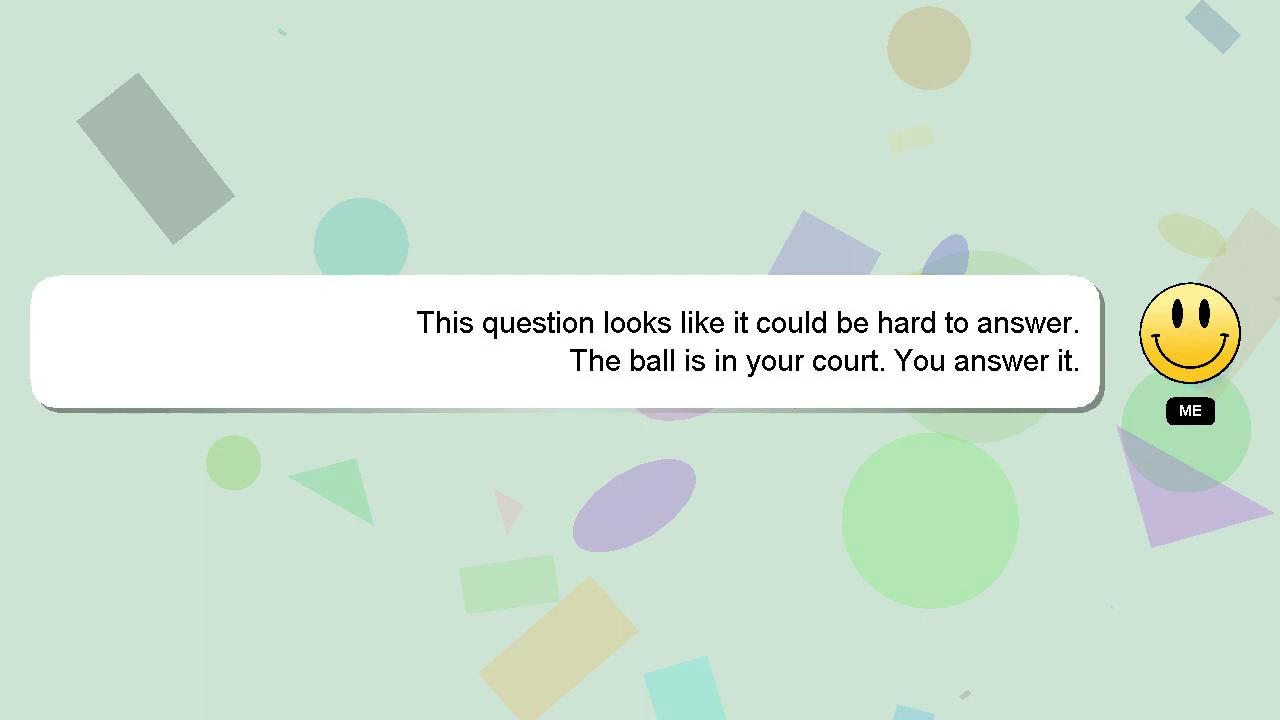 This question looks like it could be hard to answer.
The ball is in your court. You answer it.
ME